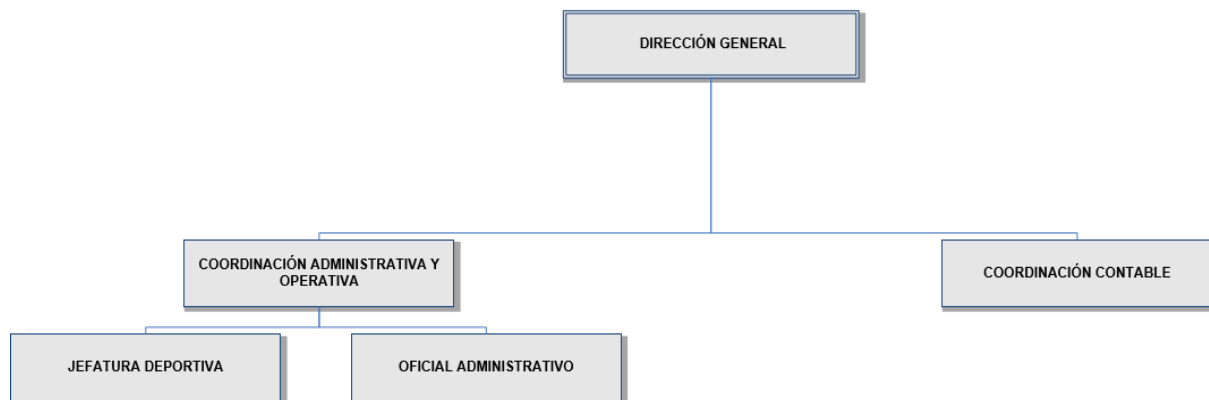 DIRECCIÓN GENERAL
COORDINACIÓN ADMINISTRATIVA Y
OPERATIVA
COORDINACIÓN CONTABLE
JEFATURA DEPORTIVA
OFICIAL ADMINISTRATIVO